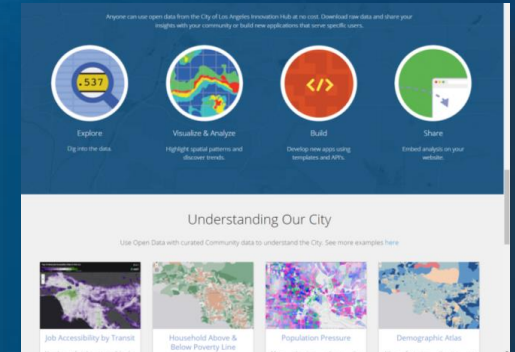 Anyone can use open data from the City of Los Angeles Innovation Hub at no cost. Download raw data and share your
insights with your community or build new applications that serve specific users.
.537
</>
Explore
Visualize & Analyze
Build
Share
Dig into the data.
Highlight spatial patterns and
discover trends.
Develop new apps using
templates and API's.
Embed analysis on your
website.
Understanding Our City
Use Open Data with curated Community data to understand the City. See more examples here
Job Accessibility by Transit
Household Above &
Below Poverty Line
Population Pressure
Demographic Atlas